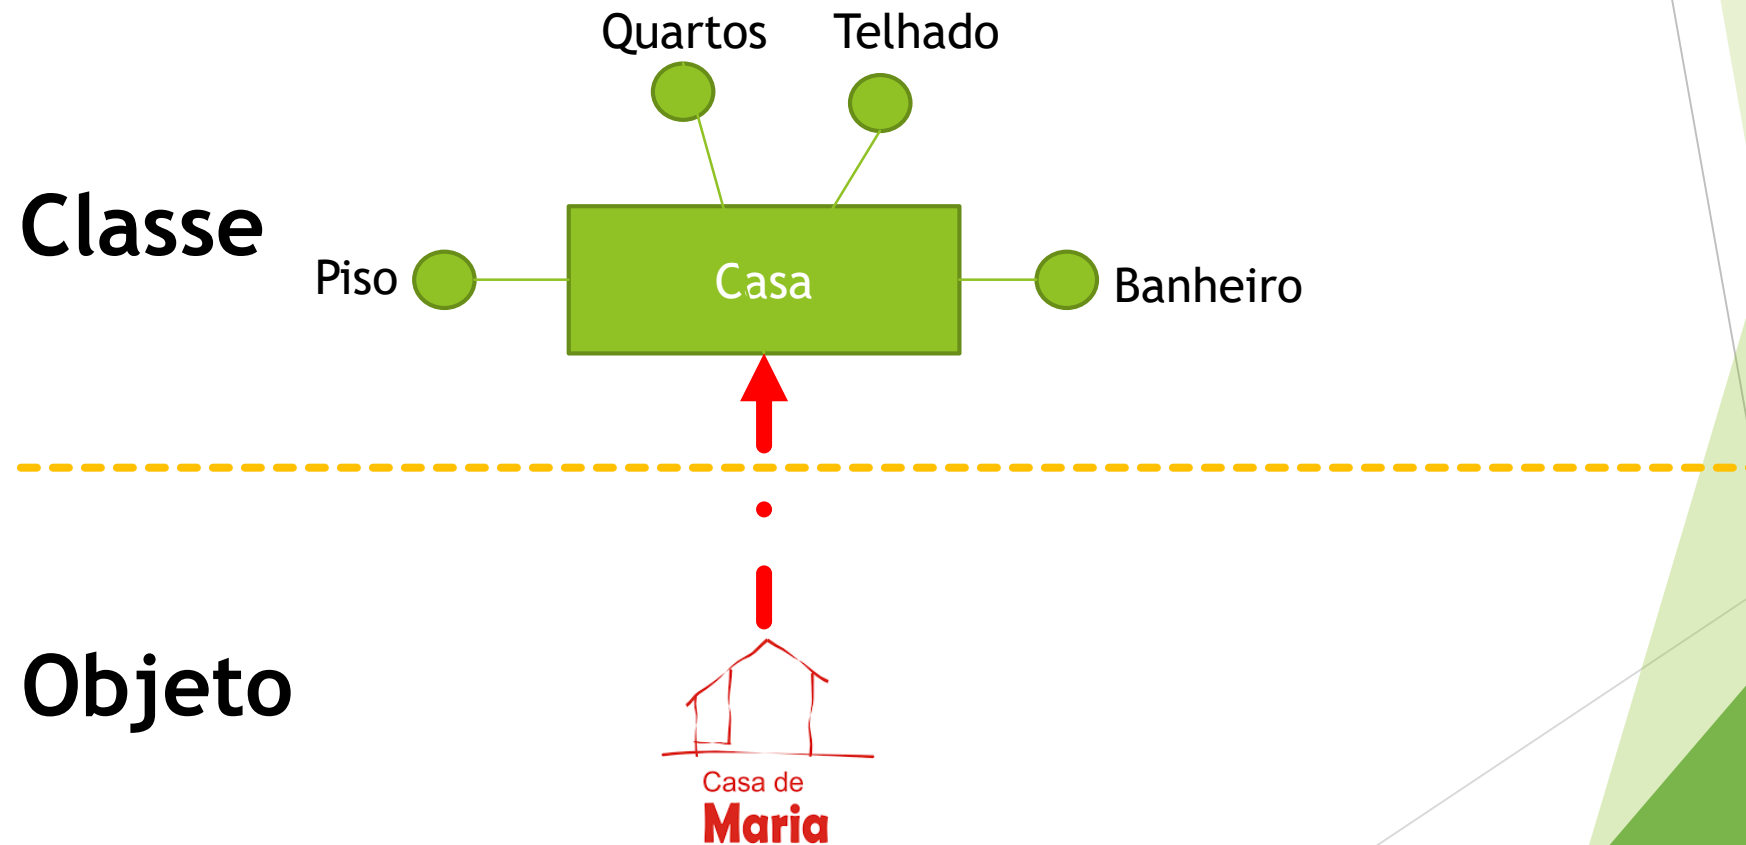 Quartos
Telhado
Classe
Piso
Casa
Banheiro
Objeto
Casa de
Maria